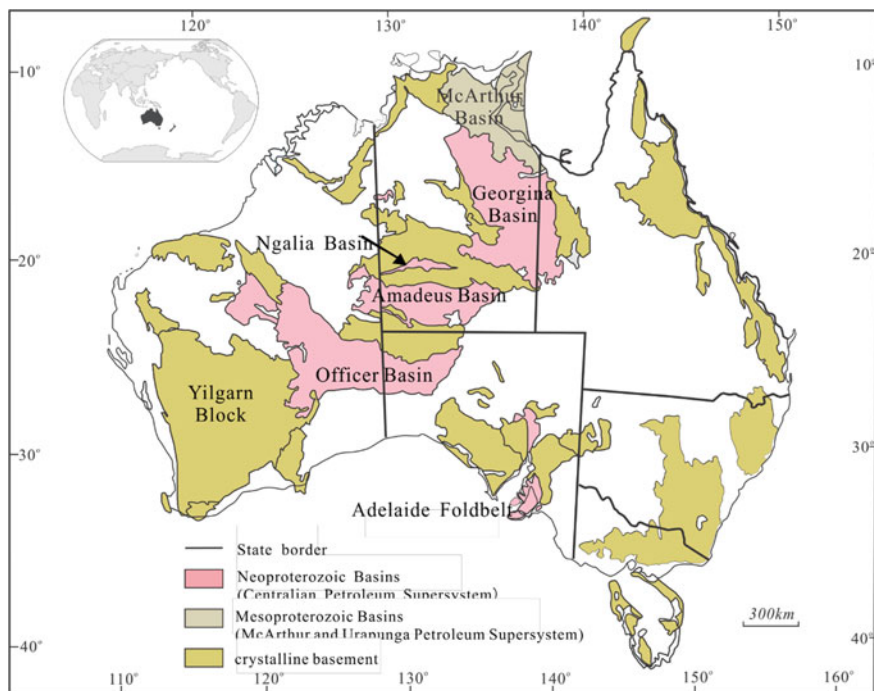 120°
130°
140°
150°
10°
10°
McArthur
Basin
Georgina
Basin
Ngalia Basin
20°
20°
Amadeus Basin
Officer Basin
Yilgarn
Block
30°
30°
Adelaide Foldbelt
State border
Neoproterozoic Basins
(Centralian Petroleum Supersystem)
Mesoproterozoic Basins
(McArthur and Urapunga Petroleum Supersystem)
crystalline basement
300km
40°
40°
110°
120°
130°
140°
150°
160°